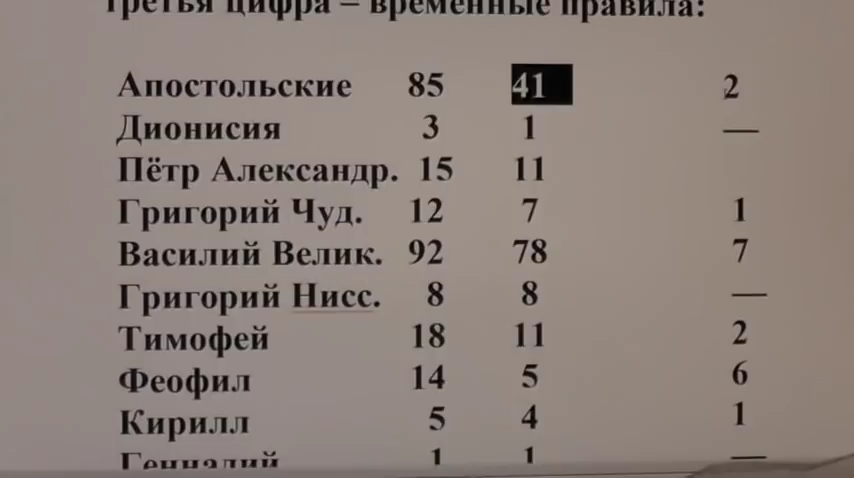 Третья цифра – временные правила:
Апостольские 85 41 2
Дионисия 3 1 —
Пётр Александр. 15 11
Григорий Чуд. 12 7 1
Василий Велик. 92 78 7
Григорий Нисс. 8 8 —
Тимофей 18 11 2
Феофил 14 5 6
Кирилл 5 4 1
Геннадий 1 1 —